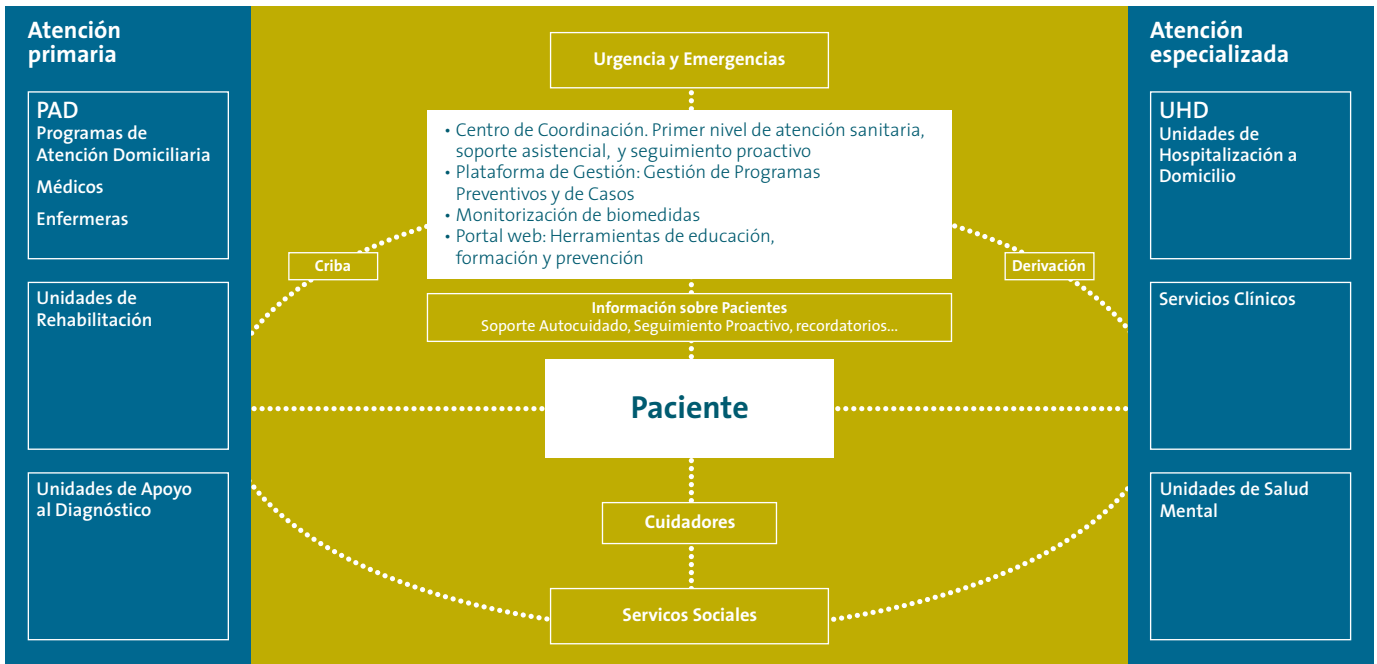 Atención
primaria
PAD
Programas de
Atención Domiciliaria
Médicos
Enfermeras
Unidades de
Rehabilitación
Unidades de Apoyo
al Diagnóstico
Urgencia y Emergencias
• Centro de Coordinación. Primer nivel de atención sanitaria,
soporte asistencial, y seguimiento proactivo
• Plataforma de Gestión: Gestión de Programas
Preventivos y de Casos
• Monitorización de biomedidas
• Portal web: Herramientas de educación,
formación y prevención
Criba
Derivación
Información sobre Pacientes
Soporte Autocuidado, Seguimiento Proactivo, recordatorios...
Paciente
Cuidadores
Servicos Sociales
Atención
especializada
UHD
Unidades de
Hospitalización a
Domicilio
Servicios Clínicos
Unidades de Salud
Mental